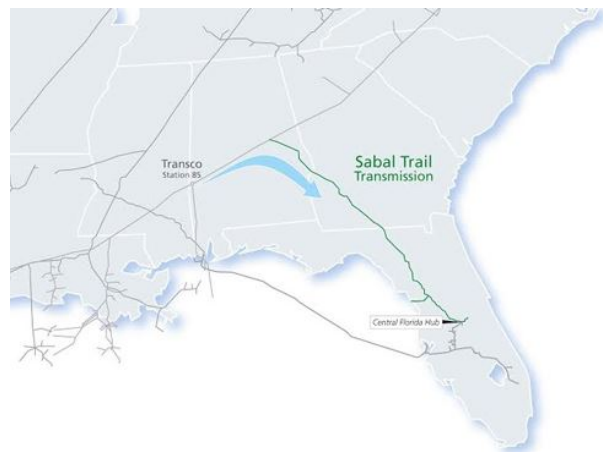 Transco
Station 85
Sabal Trail
Transmission
Central Florida Hub